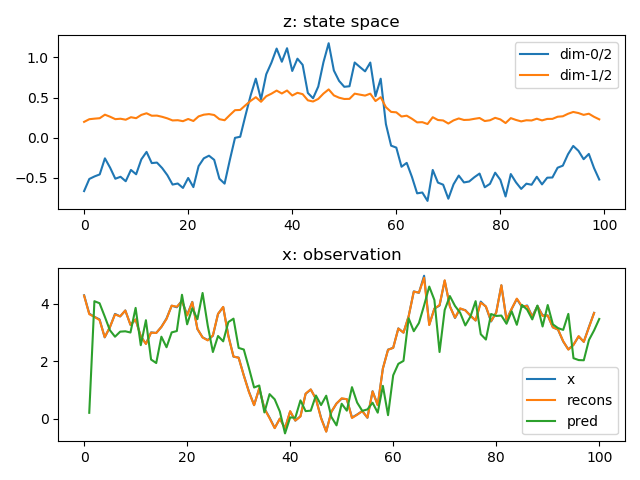 z: state space
1.0
0.5
0.0
−0.5
dim-0/2
dim-1/2
0 20 40 60 80 100
x: observation
4
2
0
x
recons
pred
0 20 40 60 80 100